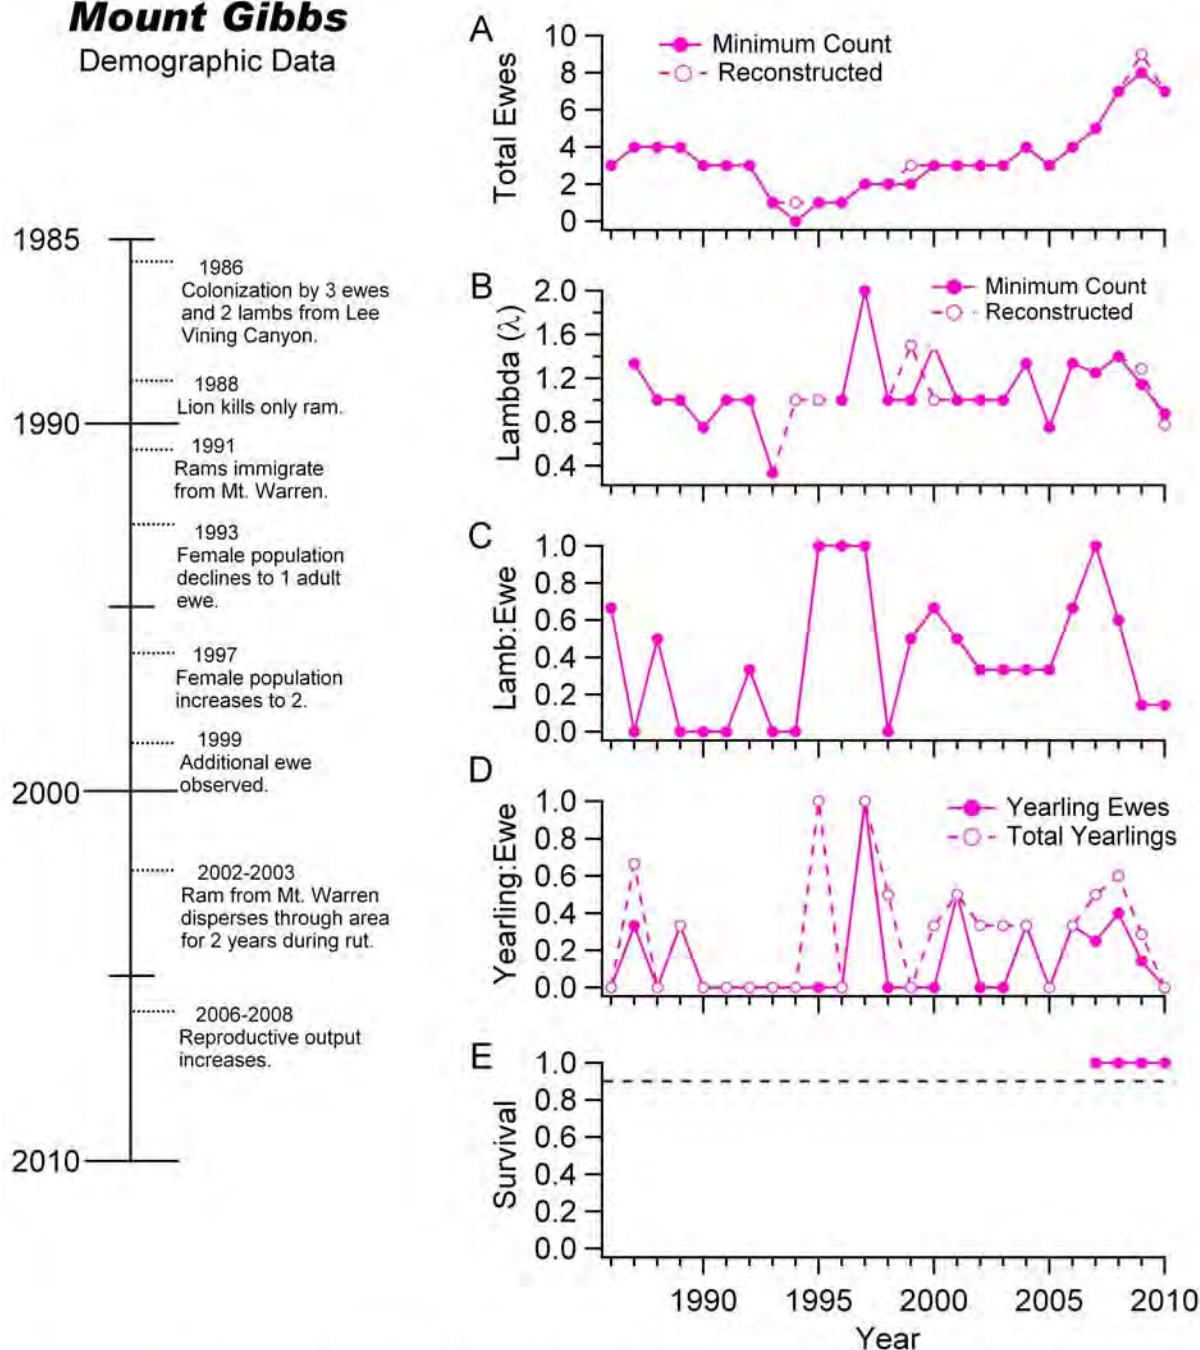 Mount Gibbs
Demographic Data
1985
1986
Colonization by 3 ewes
and 2 lambs from Lee
Vining Canyon.
1988
Lion kills only ram.
1990
1991
Rams immigrate
from Mt. Warren.
1993
Female population
declines to 1 adult
ewe.
1997
Female population
increases to 2.
1999
Additional ewe
observed.
2000
2002-2003
Ram from Mt. Warren
disperses through area
for 2 years during rut.
2006-2008
Reproductive output
increases.
2010
A
Total Ewes
10
8
6
4
2
0
Minimum Count
Reconstructed
B
Lambda (λ)
2.0
1.6
1.2
0.8
0.4
Minimum Count
Reconstructed
C
Lamb:Ewe
1.0
0.8
0.6
0.4
0.2
0.0
D
Yearling:Ewe
1.0
0.8
0.6
0.4
0.2
0.0
Yearling Ewes
Total Yearlings
E
Survival
1.0
0.8
0.6
0.4
0.2
0.0
1990 1995 2000 2005 2010
Year